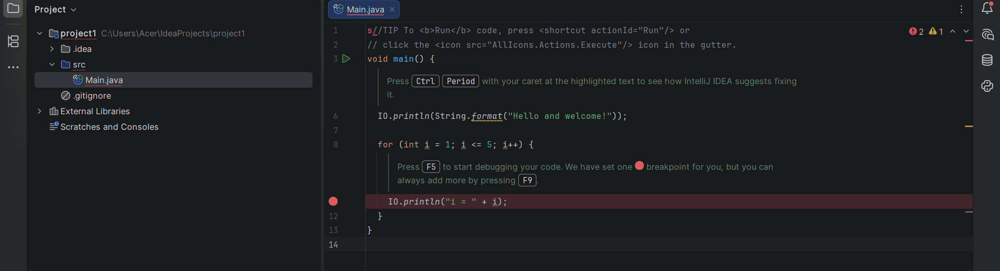 Project
project1 C:\Users\Acer\IdeaProjects\project1
.idea
src
Main.java
.gitignore
External Libraries
Scratches and Consoles
Main.java
2 1
1 s//TIP To <b>Run</b> code, press <shortcut actionId="Run"/> or
2 // click the <icon src="AllIcons.Actions.Execute"/> icon in the gutter.
3 void main() {
Press Ctrl Period with your caret at the highlighted text to see how IntelliJ IDEA suggests fixing
it.
6 IO.println(String.format("Hello and welcome!"));
7
8 for (int i = 1; i <= 5; i++) {
Press F5 to start debugging your code. We have set one breakpoint for you, but you can
always add more by pressing F9.
IO.println("i = " + i);
12 }
13 }
14